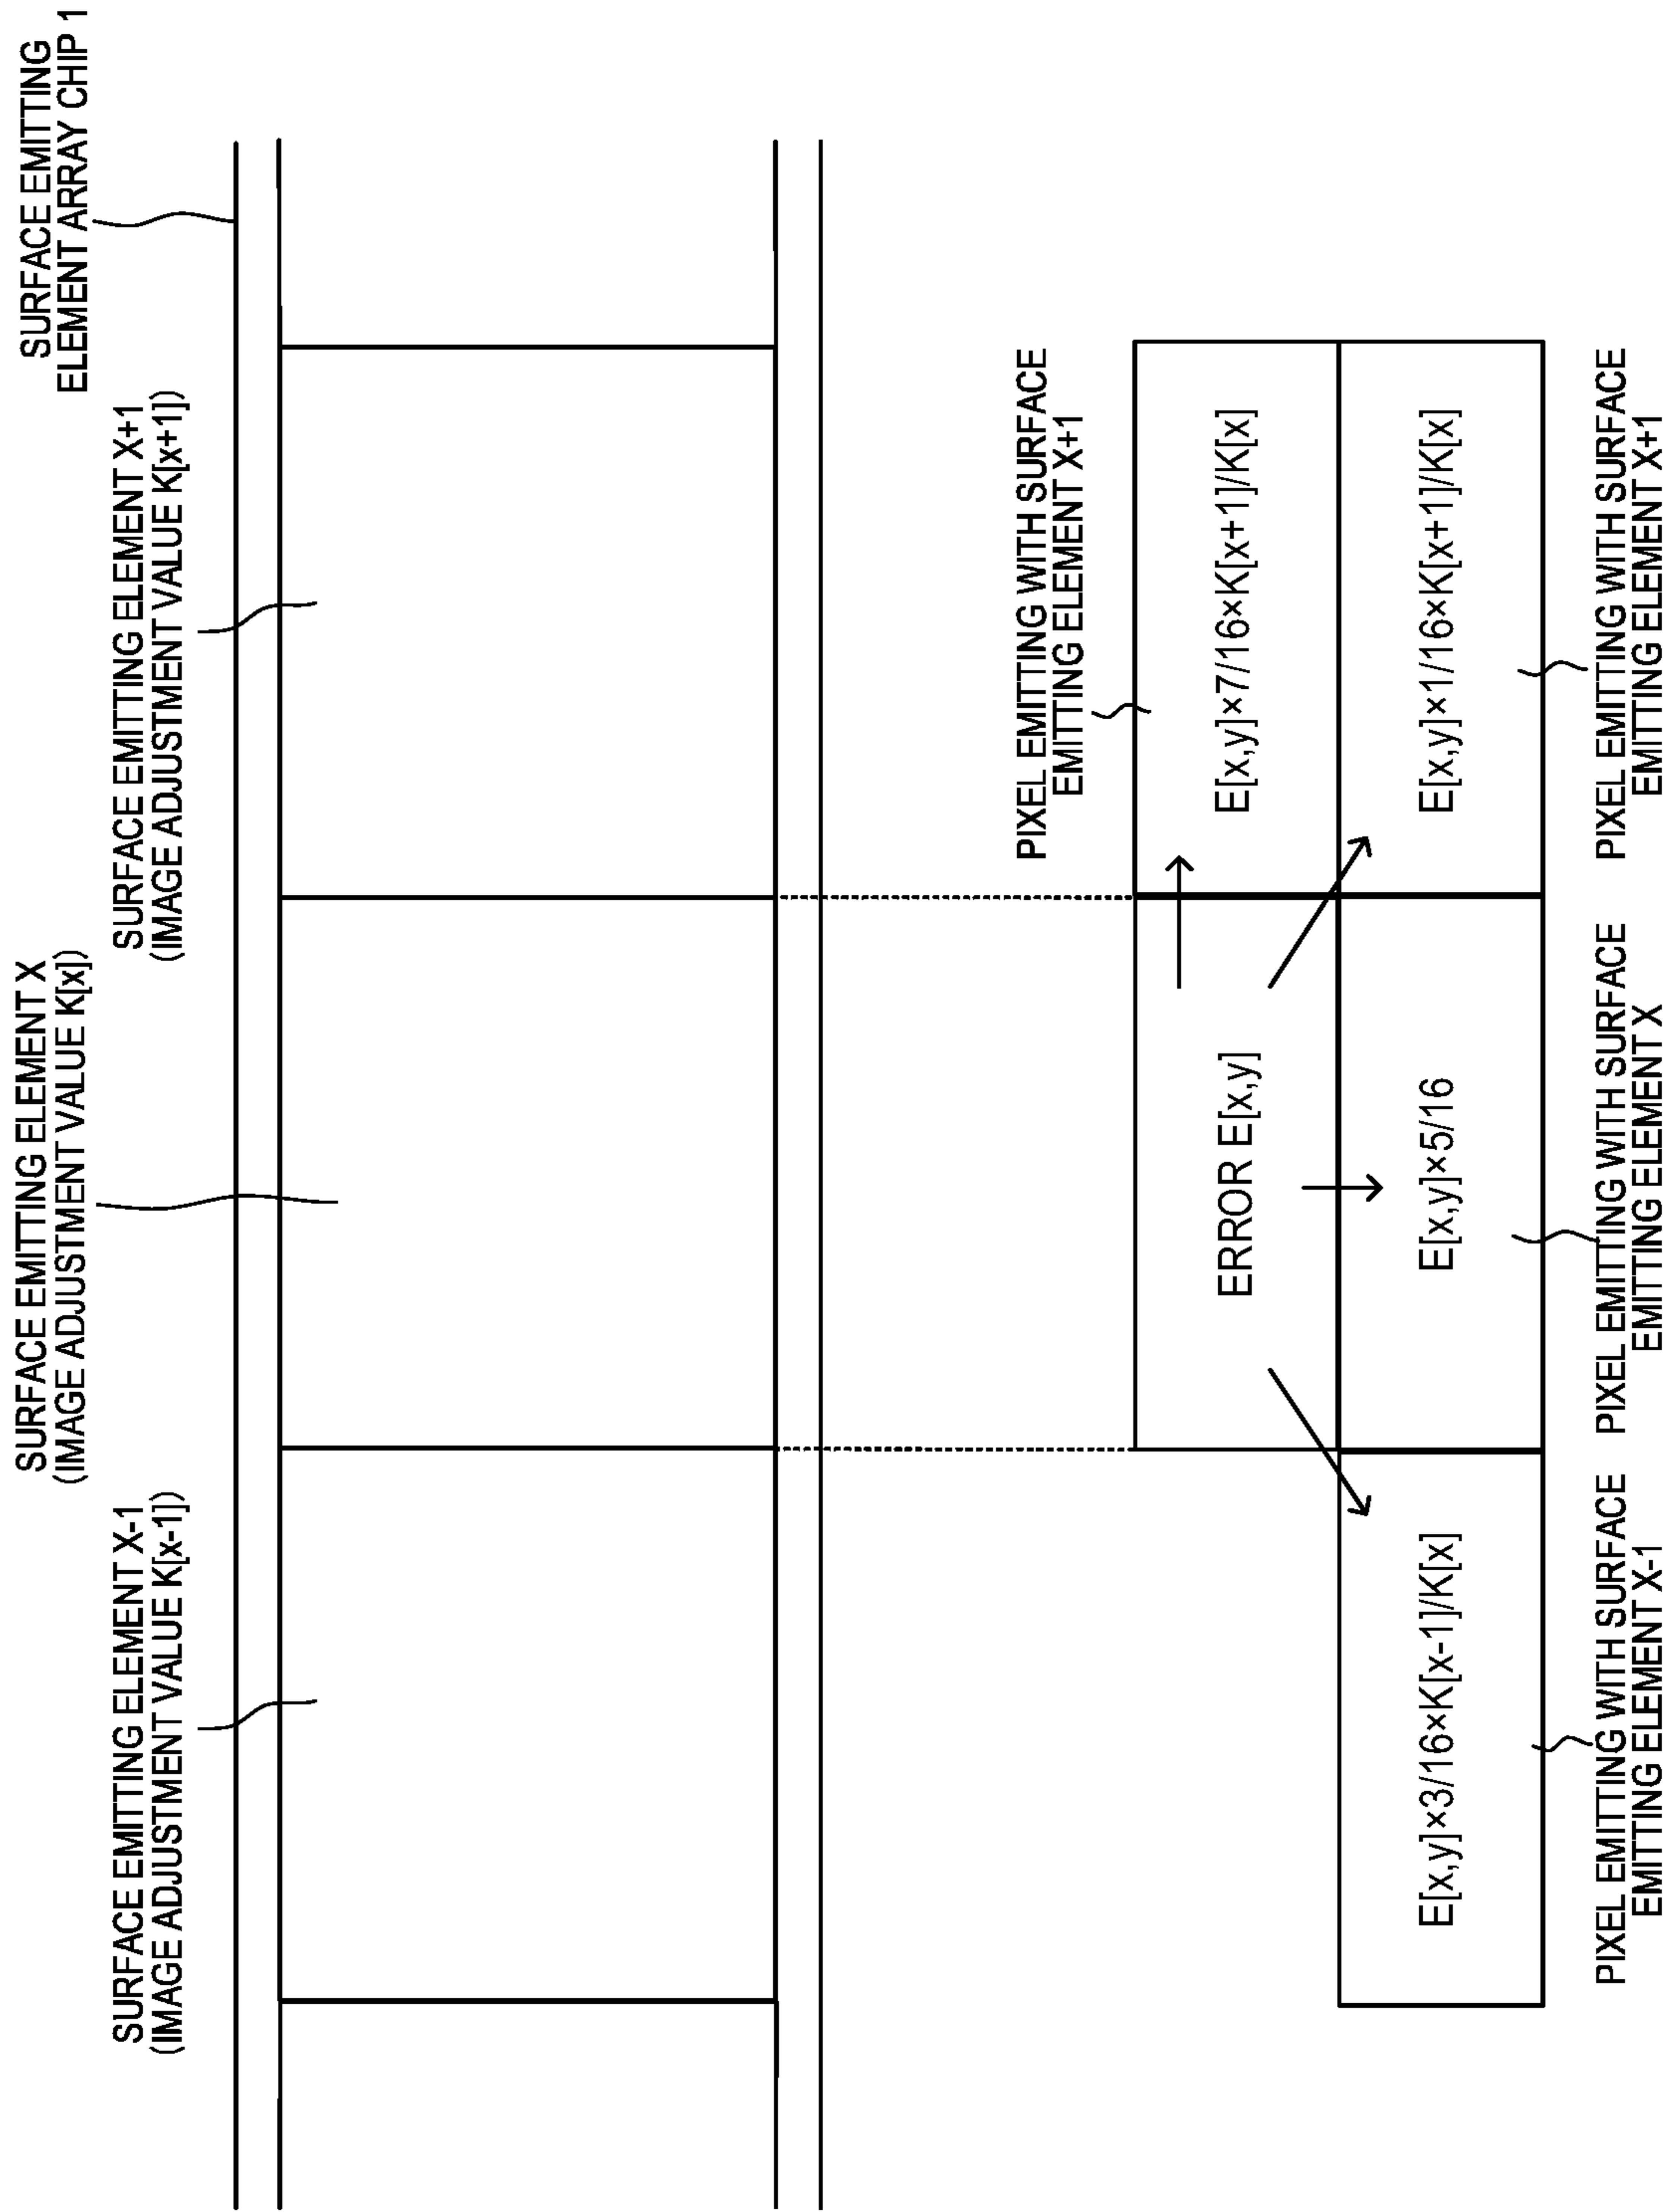 SURFACE EMITTING
ELEMENT ARRAY CHIP 1
SURFACE EMITTING ELEMENT X-1
(IMAGE ADJUSTMENT VALUE K[x-1])
SURFACE EMITTING ELEMENT X
(IMAGE ADJUSTMENT VALUE K[x])
SURFACE EMITTING ELEMENT X+1
(IMAGE ADJUSTMENT VALUE K[x+1])
PIXEL EMITTING WITH SURFACE
EMITTING ELEMENT X+1
ERROR E[x,y]
E[x,y]×7/16×K[x+1]/K[x]
E[x,y]×3/16×K[x-1]/K[x]
E[x,y]×5/16
E[x,y]×1/16×K[x+1]/K[x]
PIXEL EMITTING WITH SURFACE
EMITTING ELEMENT X-1
PIXEL EMITTING WITH SURFACE
EMITTING ELEMENT X
PIXEL EMITTING WITH SURFACE
EMITTING ELEMENT X+1